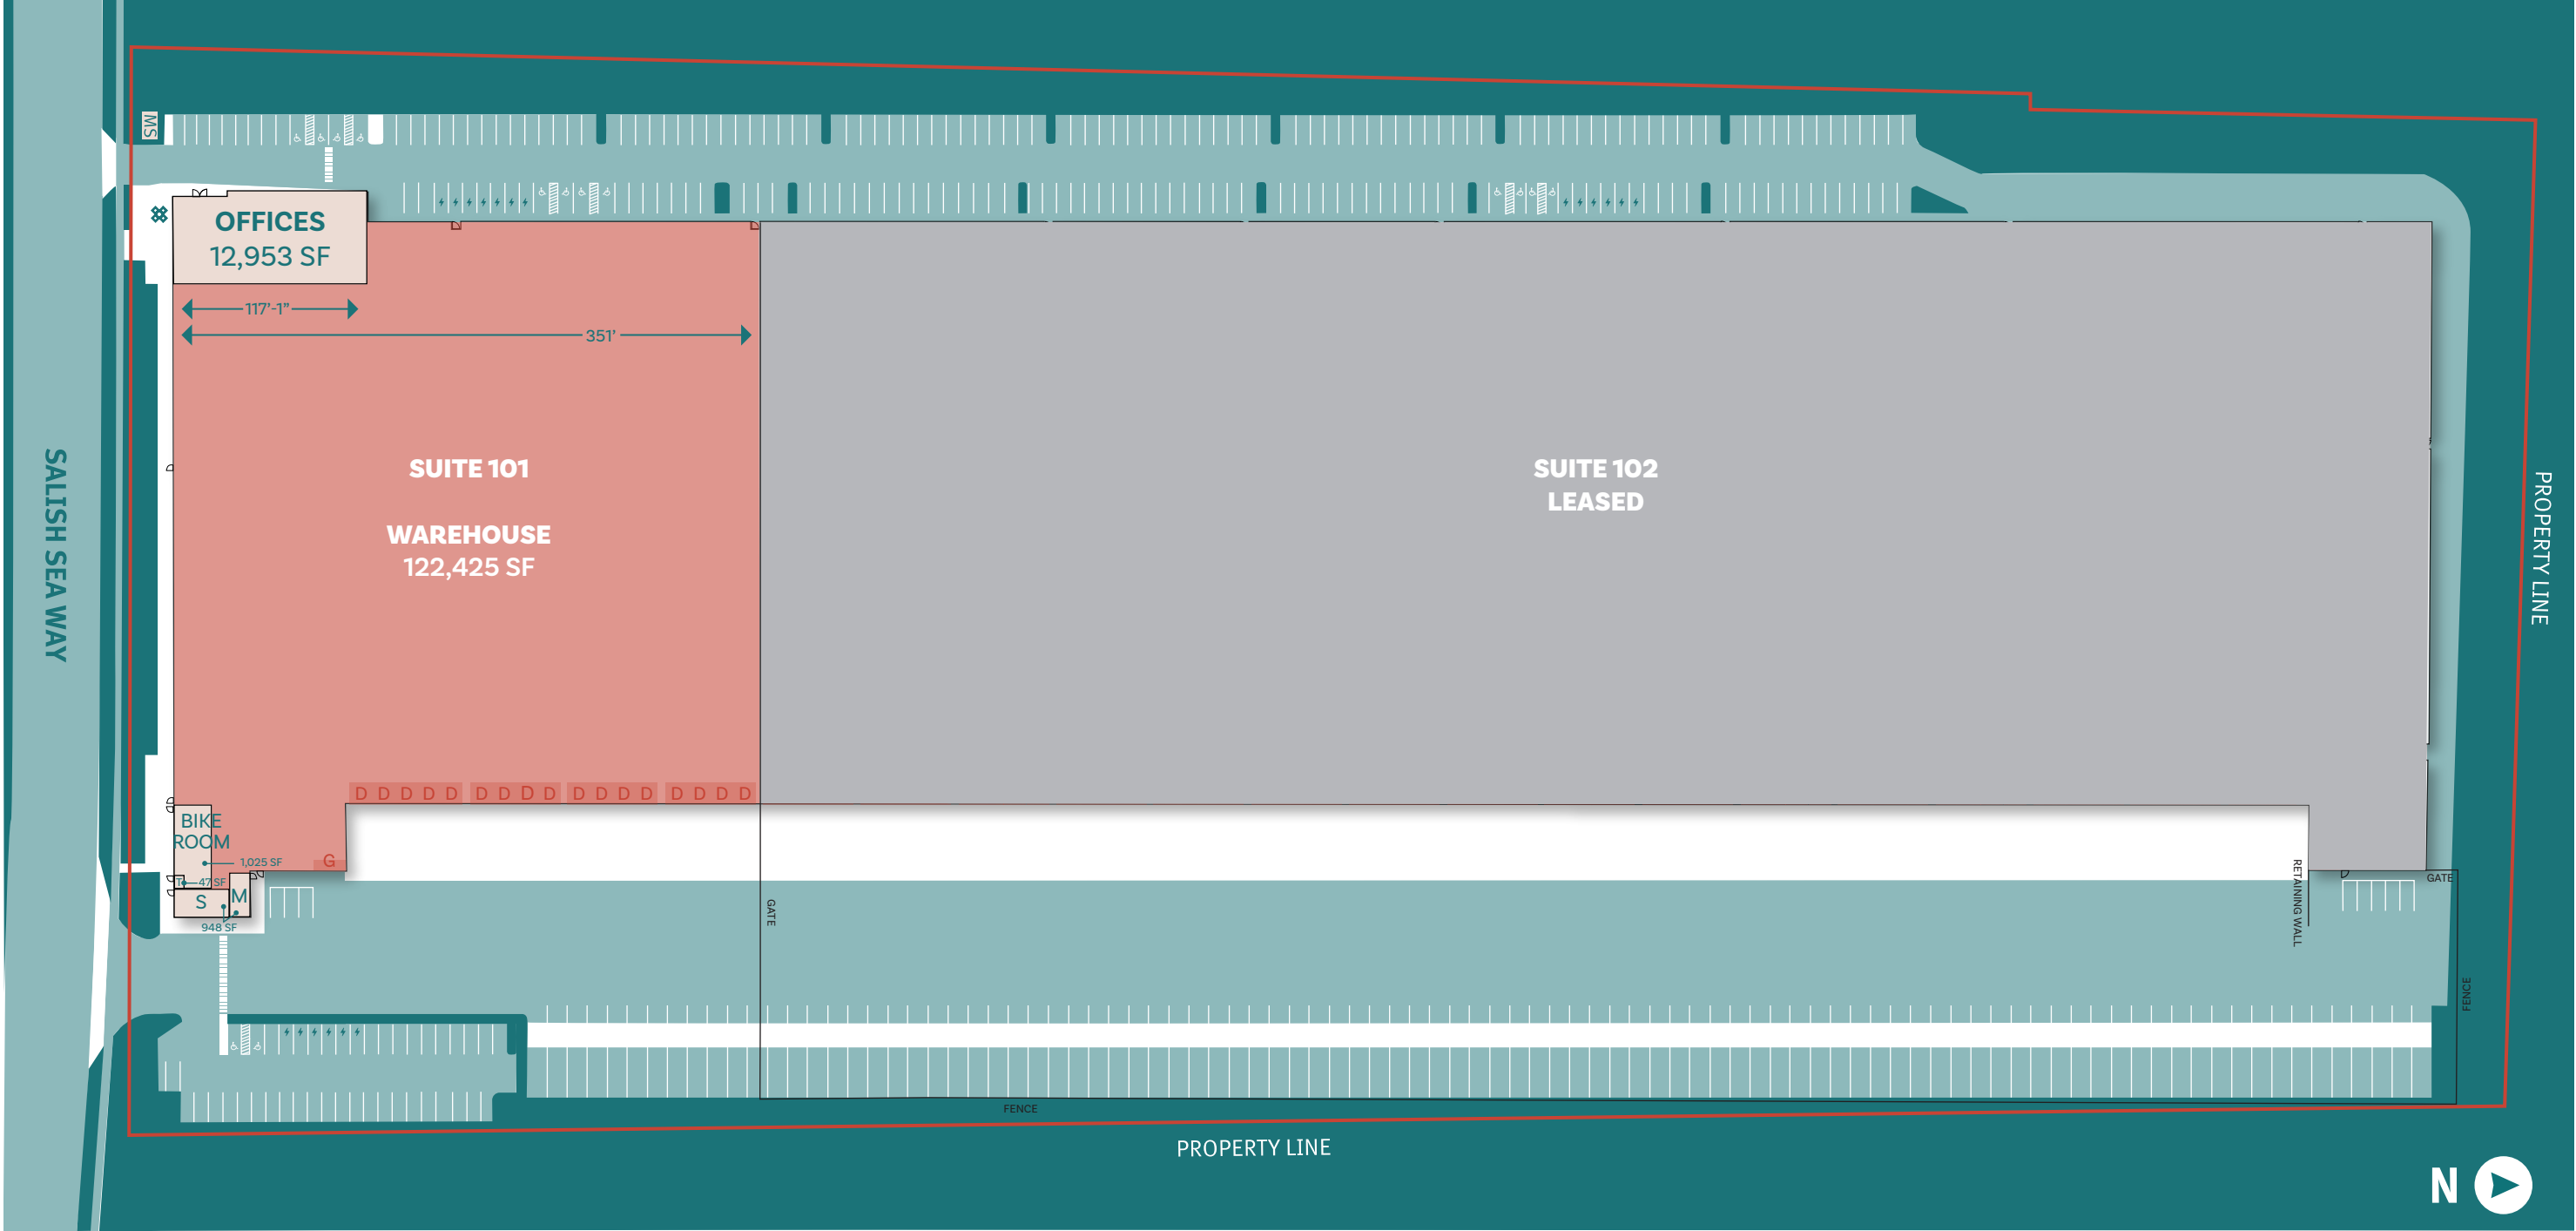 MS
OFFICES
12,953 SF
117'-1"
351'
SALISH SEA WAY
SUITE 101
WAREHOUSE
122,425 SF
SUITE 102
LEASED
PROPERTY LINE
D D D D D D D D D D D D D D D D D
BIKE
ROOM
1,025 SF
G
T 47 SF
S
M
948 SF
GATE
RETAINING WALL
GATE
FENCE
FENCE
PROPERTY LINE
N